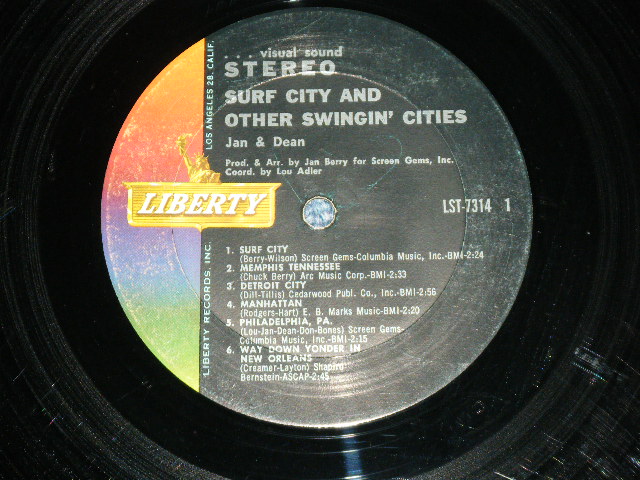 ... visual sound
STEREO
SURF CITY AND
OTHER SWINGIN' CITIES
Jan & Dean
Prod. & Arr. by Jan Berry for Screen Gems, Inc.
Coord. by Lou Adler
LIBERTY
LST-7314 1
1. SURF CITY
(Berry-Wilson) Screen Gems-Columbia Music, Inc.-BMI-2:24
2. MEMPHIS TENNESSEE
(Chuck Berry) Arc Music Corp.-BMI-2:33
3. DETROIT CITY
(Dill-Tillis) Cedarwood Publ. Co., Inc.-BMI-2:56
4. MANHATTAN
(Rodgers-Hart) E. B. Marks Music-BMI-2:20
5. PHILADELPHIA, PA.
(Lou-Jan-Dean-Don-Bones) Screen Gems-
Columbia Music, Inc.-BMI-2:15
6. WAY DOWN YONDER IN
NEW ORLEANS
(Creamer-Layton) Shapiro
Bernstein-ASCAP-2:45
LIBERTY RECORDS, INC.
LOS ANGELES 28, CALIF.